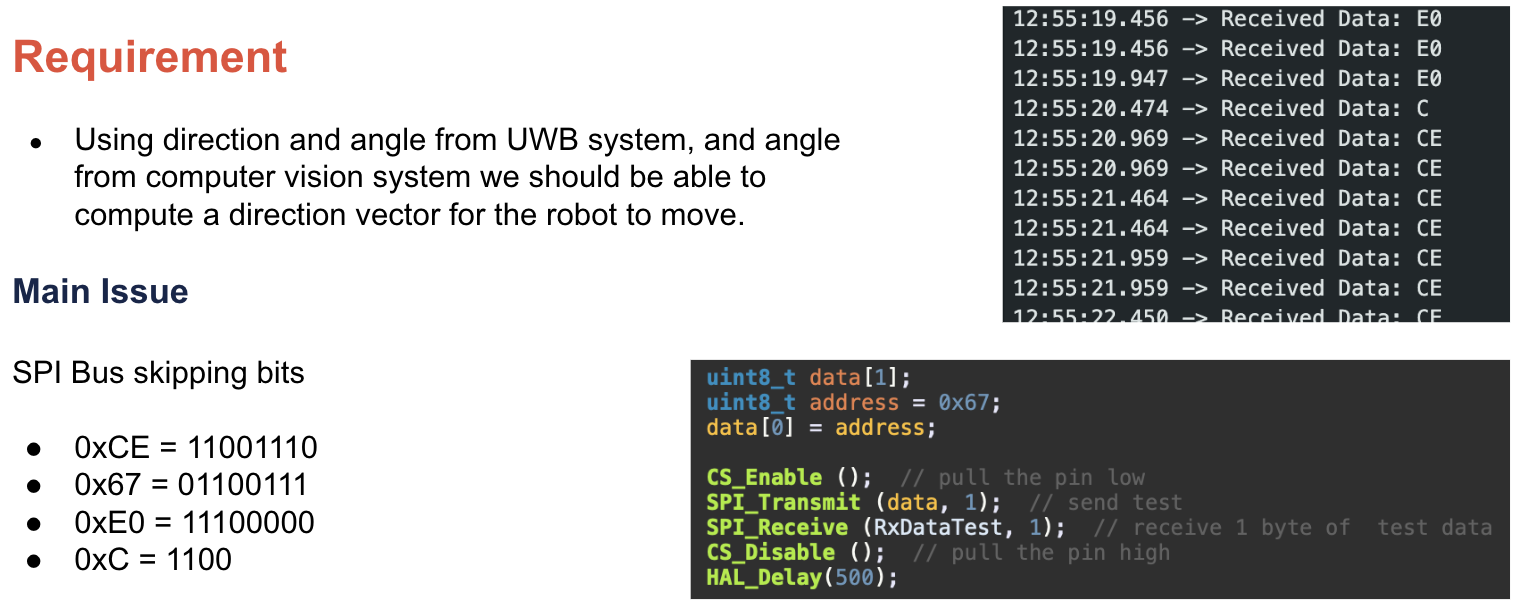 Requirement
● Using direction and angle from UWB system, and angle
from computer vision system we should be able to
compute a direction vector for the robot to move.
Main Issue
SPI Bus skipping bits
● 0xCE = 11001110
● 0x67 = 01100111
● 0xE0 = 11100000
● 0xC = 1100
12:55:19.456 -> Received Data: E0
12:55:19.456 -> Received Data: E0
12:55:19.947 -> Received Data: E0
12:55:20.474 -> Received Data: C
12:55:20.969 -> Received Data: CE
12:55:20.969 -> Received Data: CE
12:55:21.464 -> Received Data: CE
12:55:21.464 -> Received Data: CE
12:55:21.959 -> Received Data: CE
12:55:21.959 -> Received Data: CE
12:55:22.450 -> Received Data: CE
uint8_t data[1];
uint8_t address = 0x67;
data[0] = address;
CS_Enable (); // pull the pin low
SPI_Transmit (data, 1); // send test
SPI_Receive (RxDataTest, 1); // receive 1 byte of  test data
CS_Disable (); // pull the pin high
HAL_Delay(500);